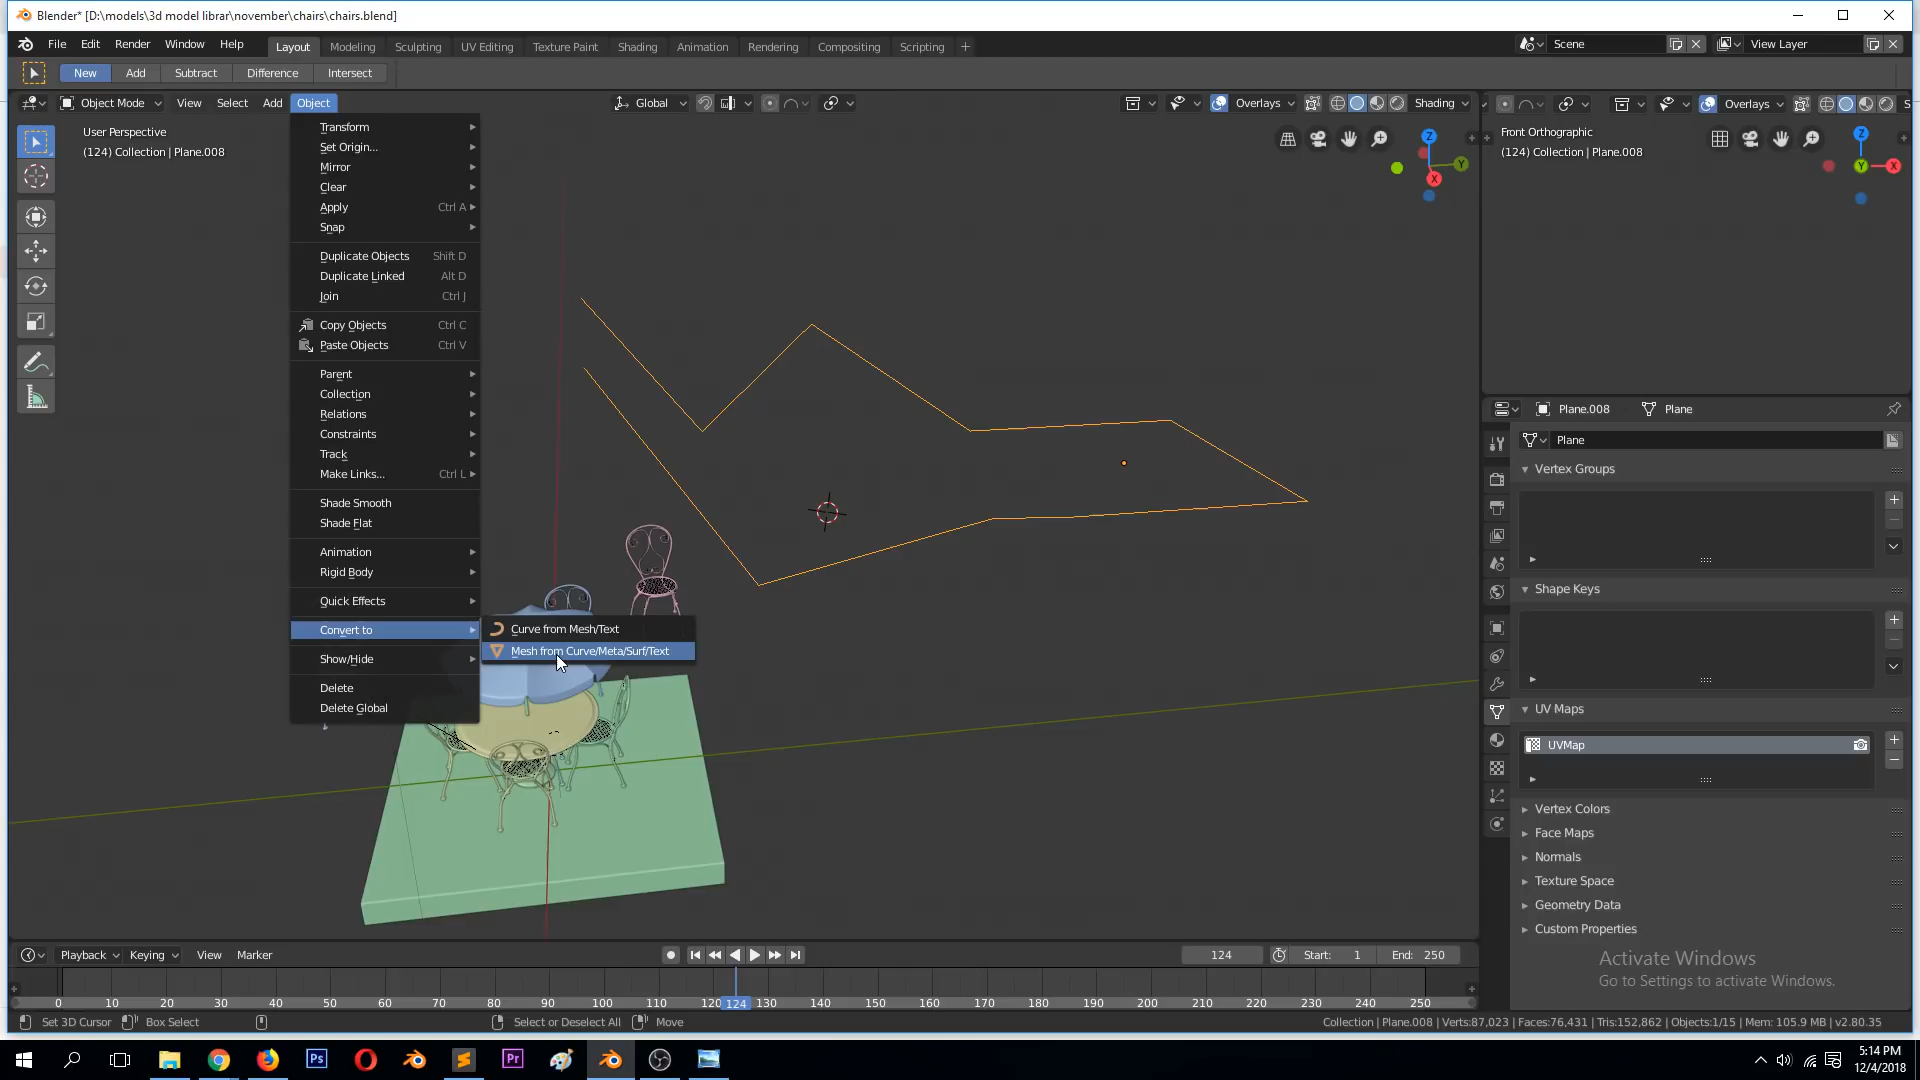 Blender* [D:\models\3d model librar\november\chairs\chairs.blend]
File Edit Render Window Help Layout Modeling Sculpting UV Editing Texture Paint Shading Animation Rendering Compositing Scripting + Scene View Layer
New Add Subtract Difference Intersect
Object Mode View Select Add Object Global Overlays Shading Overlays S
User Perspective
(124) Collection | Plane.008
Front Orthographic
(124) Collection | Plane.008
Z
Y
X
Z
Y
X
Transform
Set Origin...
Mirror
Clear
Apply Ctrl A
Snap
Duplicate Objects Shift D
Duplicate Linked Alt D
Join Ctrl J
Copy Objects Ctrl C
Paste Objects Ctrl V
Parent
Collection
Relations
Constraints
Track
Make Links... Ctrl L
Shade Smooth
Shade Flat
Animation
Rigid Body
Quick Effects
Convert to
Show/Hide
Delete
Delete Global
Curve from Mesh/Text
Mesh from Curve/Meta/Surf/Text
Plane.008 Plane
Plane
Vertex Groups
Shape Keys
UV Maps
UVMap
Vertex Colors
Face Maps
Normals
Texture Space
Geometry Data
Custom Properties
Activate Windows
Go to Settings to activate Windows.
Playback Keying View Marker 124 Start: 1 End: 250
0 10 20 30 40 50 60 70 80 90 100 110 120 124 130 140 150 160 170 180 190 200 210 220 230 240 250
Set 3D Cursor Box Select Select or Deselect All Move Collection | Plane.008 | Verts:87,023 | Faces:76,431 | Tris:152,862 | Objects:1/15 | Mem: 105.9 MB | v2.80.35
Ps Pr
5:14 PM
12/4/2018